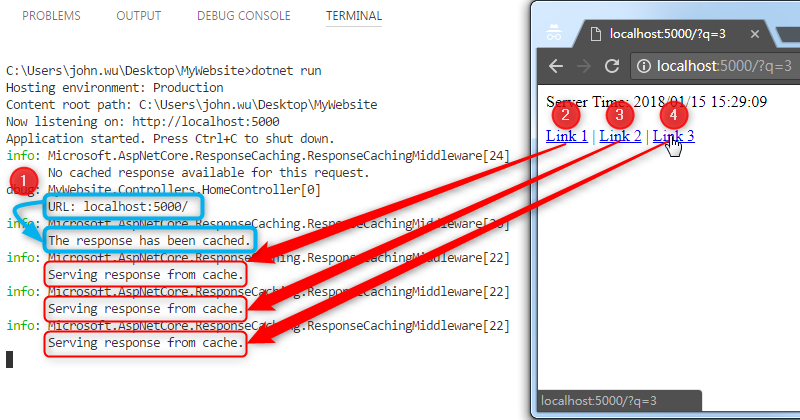 PROBLEMS OUTPUT DEBUG CONSOLE TERMINAL
C:\Users\john.wu\Desktop\MyWebsite>dotnet run
Hosting environment: Production
Content root path: C:\Users\john.wu\Desktop\MyWebsite
Now listening on: http://localhost:5000
Application started. Press Ctrl+C to shut down.
info: Microsoft.AspNetCore.ResponseCaching.ResponseCachingMiddleware[24]
No cached response available for this request.
1
dbug: MyWebsite.Controllers.HomeController[0]
URL: localhost:5000/
info: Microsoft.AspNetCore.ResponseCaching.ResponseCachingMiddleware
The response has been cached.
info: Microsoft.AspNetCore.ResponseCaching.ResponseCachingMiddleware[22]
Serving response from cache.
info: Microsoft.AspNetCore.ResponseCaching.ResponseCachingMiddleware[22]
Serving response from cache.
info: Microsoft.AspNetCore.ResponseCaching.ResponseCachingMiddleware[22]
Serving response from cache.
localhost:5000/?q=3
localhost:5000/?q=3
Server Time: 2018/01/15 15:29:09
2 3 4
Link 1 | Link 2 | Link 3
localhost:5000/?q=3